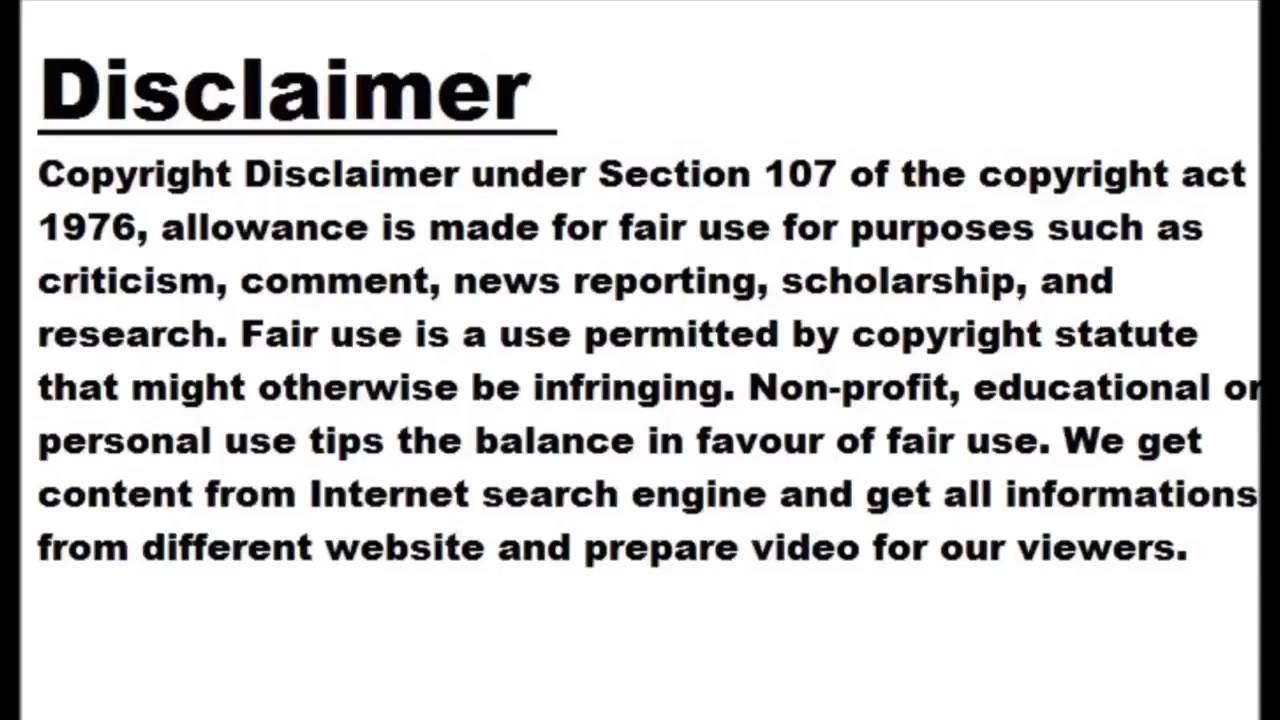 Disclaimer
Copyright Disclaimer under Section 107 of the copyright act
1976, allowance is made for fair use for purposes such as
criticism, comment, news reporting, scholarship, and
research. Fair use is a use permitted by copyright statute
that might otherwise be infringing. Non-profit, educational or
personal use tips the balance in favour of fair use. We get
content from Internet search engine and get all informations
from different website and prepare video for our viewers.